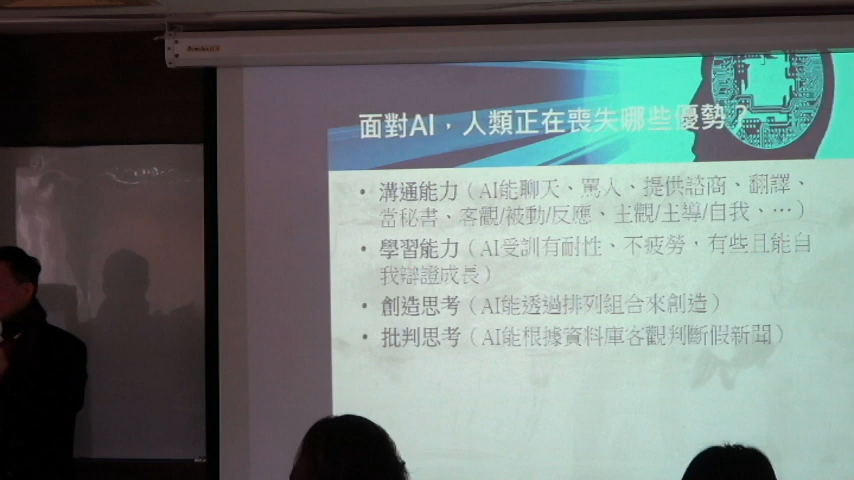 面對AI，人類正在喪失哪些優勢？
• 溝通能力（AI能聊天、罵人、提供諮商、翻譯、
當秘書、客觀/被動/反應、主觀/主導/自我、…）
• 學習能力（AI受訓有耐性、不疲勞，有些且能自
我辯證成長）
• 創造思考（AI能透過排列組合來創造）
• 批判思考（AI能根據資料庫客觀判斷假新聞）